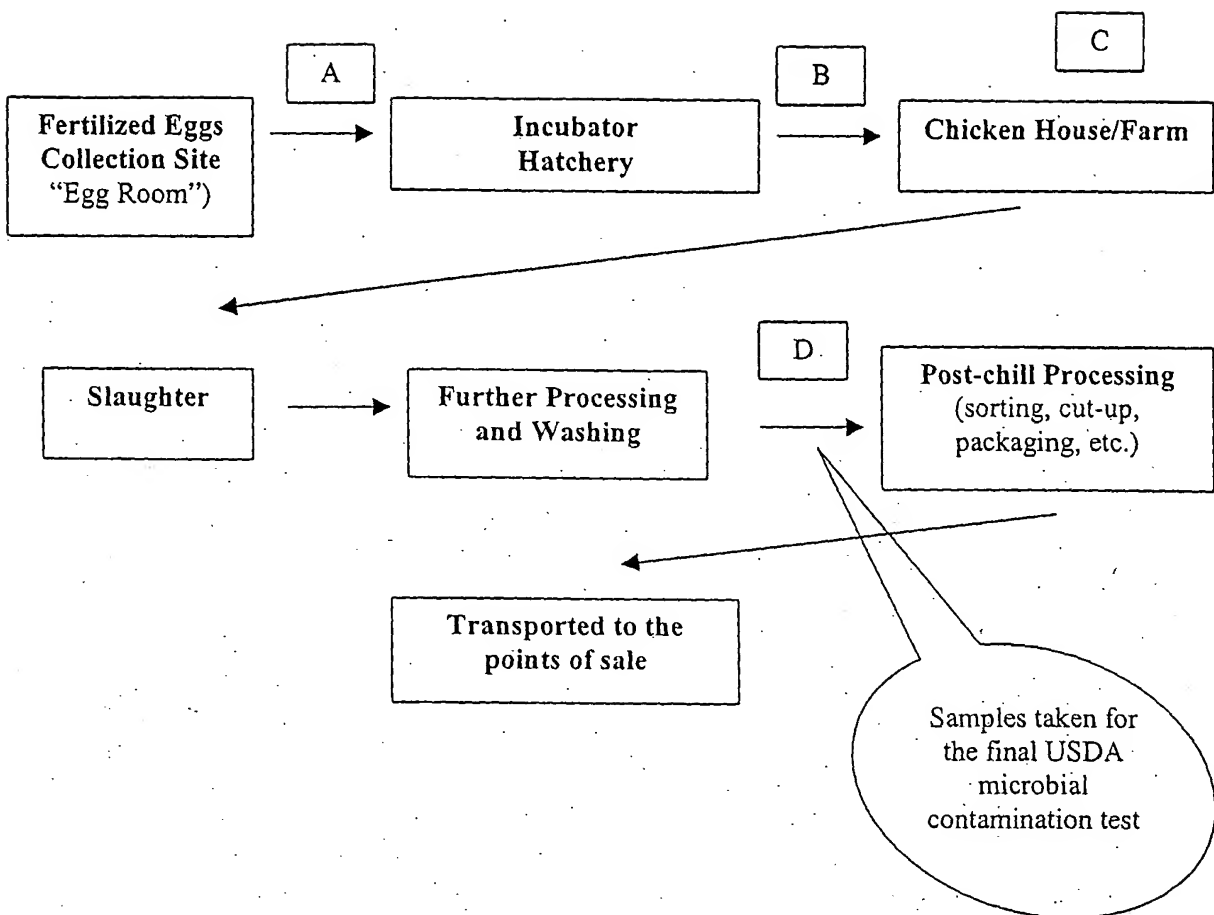 A
B
C
Fertilized Eggs
Collection Site
“Egg Room”)
Incubator
Hatchery
Chicken House/Farm
D
Slaughter
Further Processing
and Washing
Post-chill Processing
(sorting, cut-up,
packaging, etc.)
Transported to the
points of sale
Samples taken for
the final USDA
microbial
contamination test